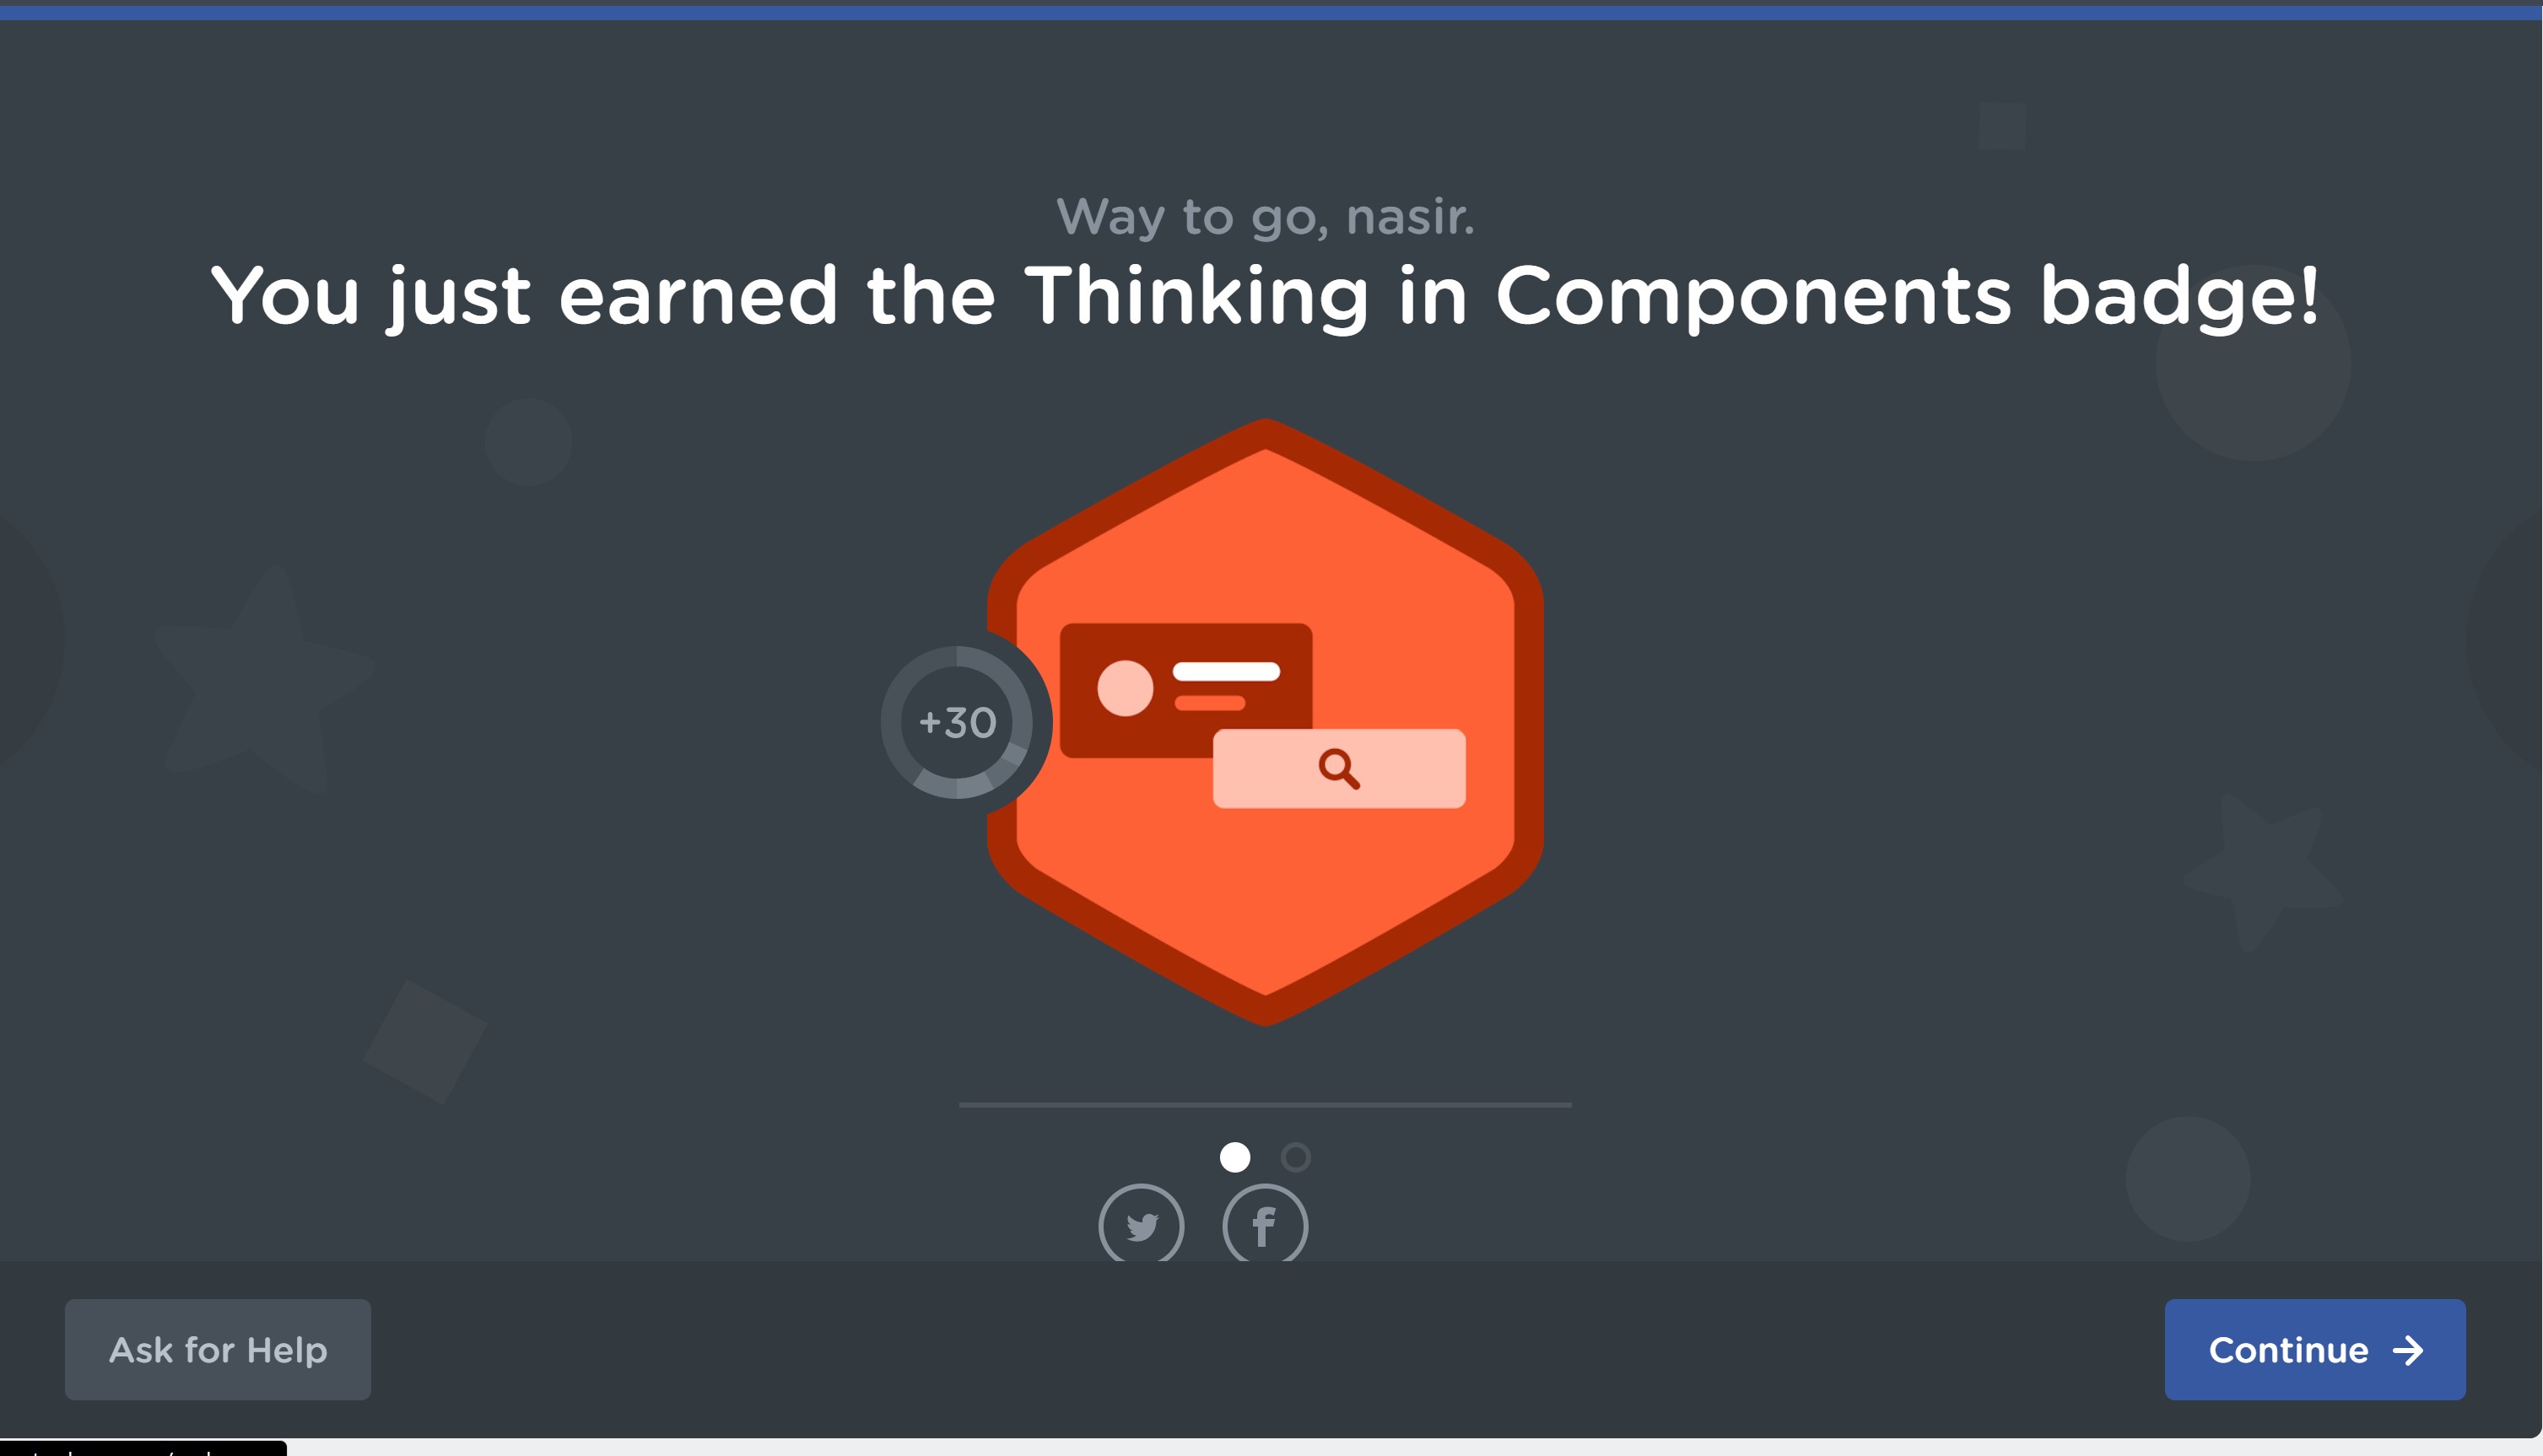 Way to go, nasir.
You just earned the Thinking in Components badge!
+30
Ask for Help
Continue